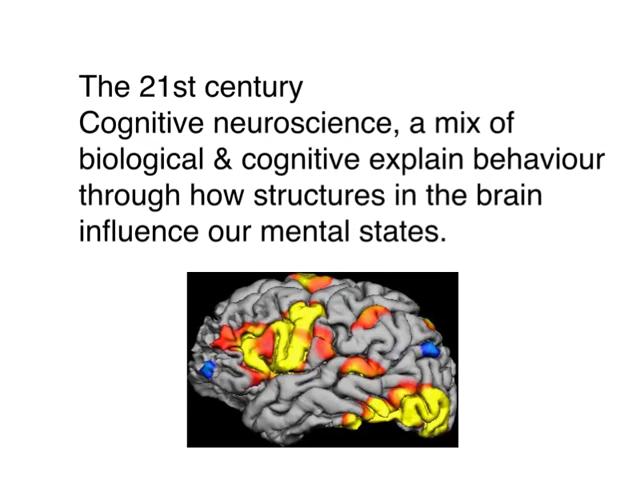 The 21st century
Cognitive neuroscience, a mix of
biological & cognitive explain behaviour
through how structures in the brain
influence our mental states.